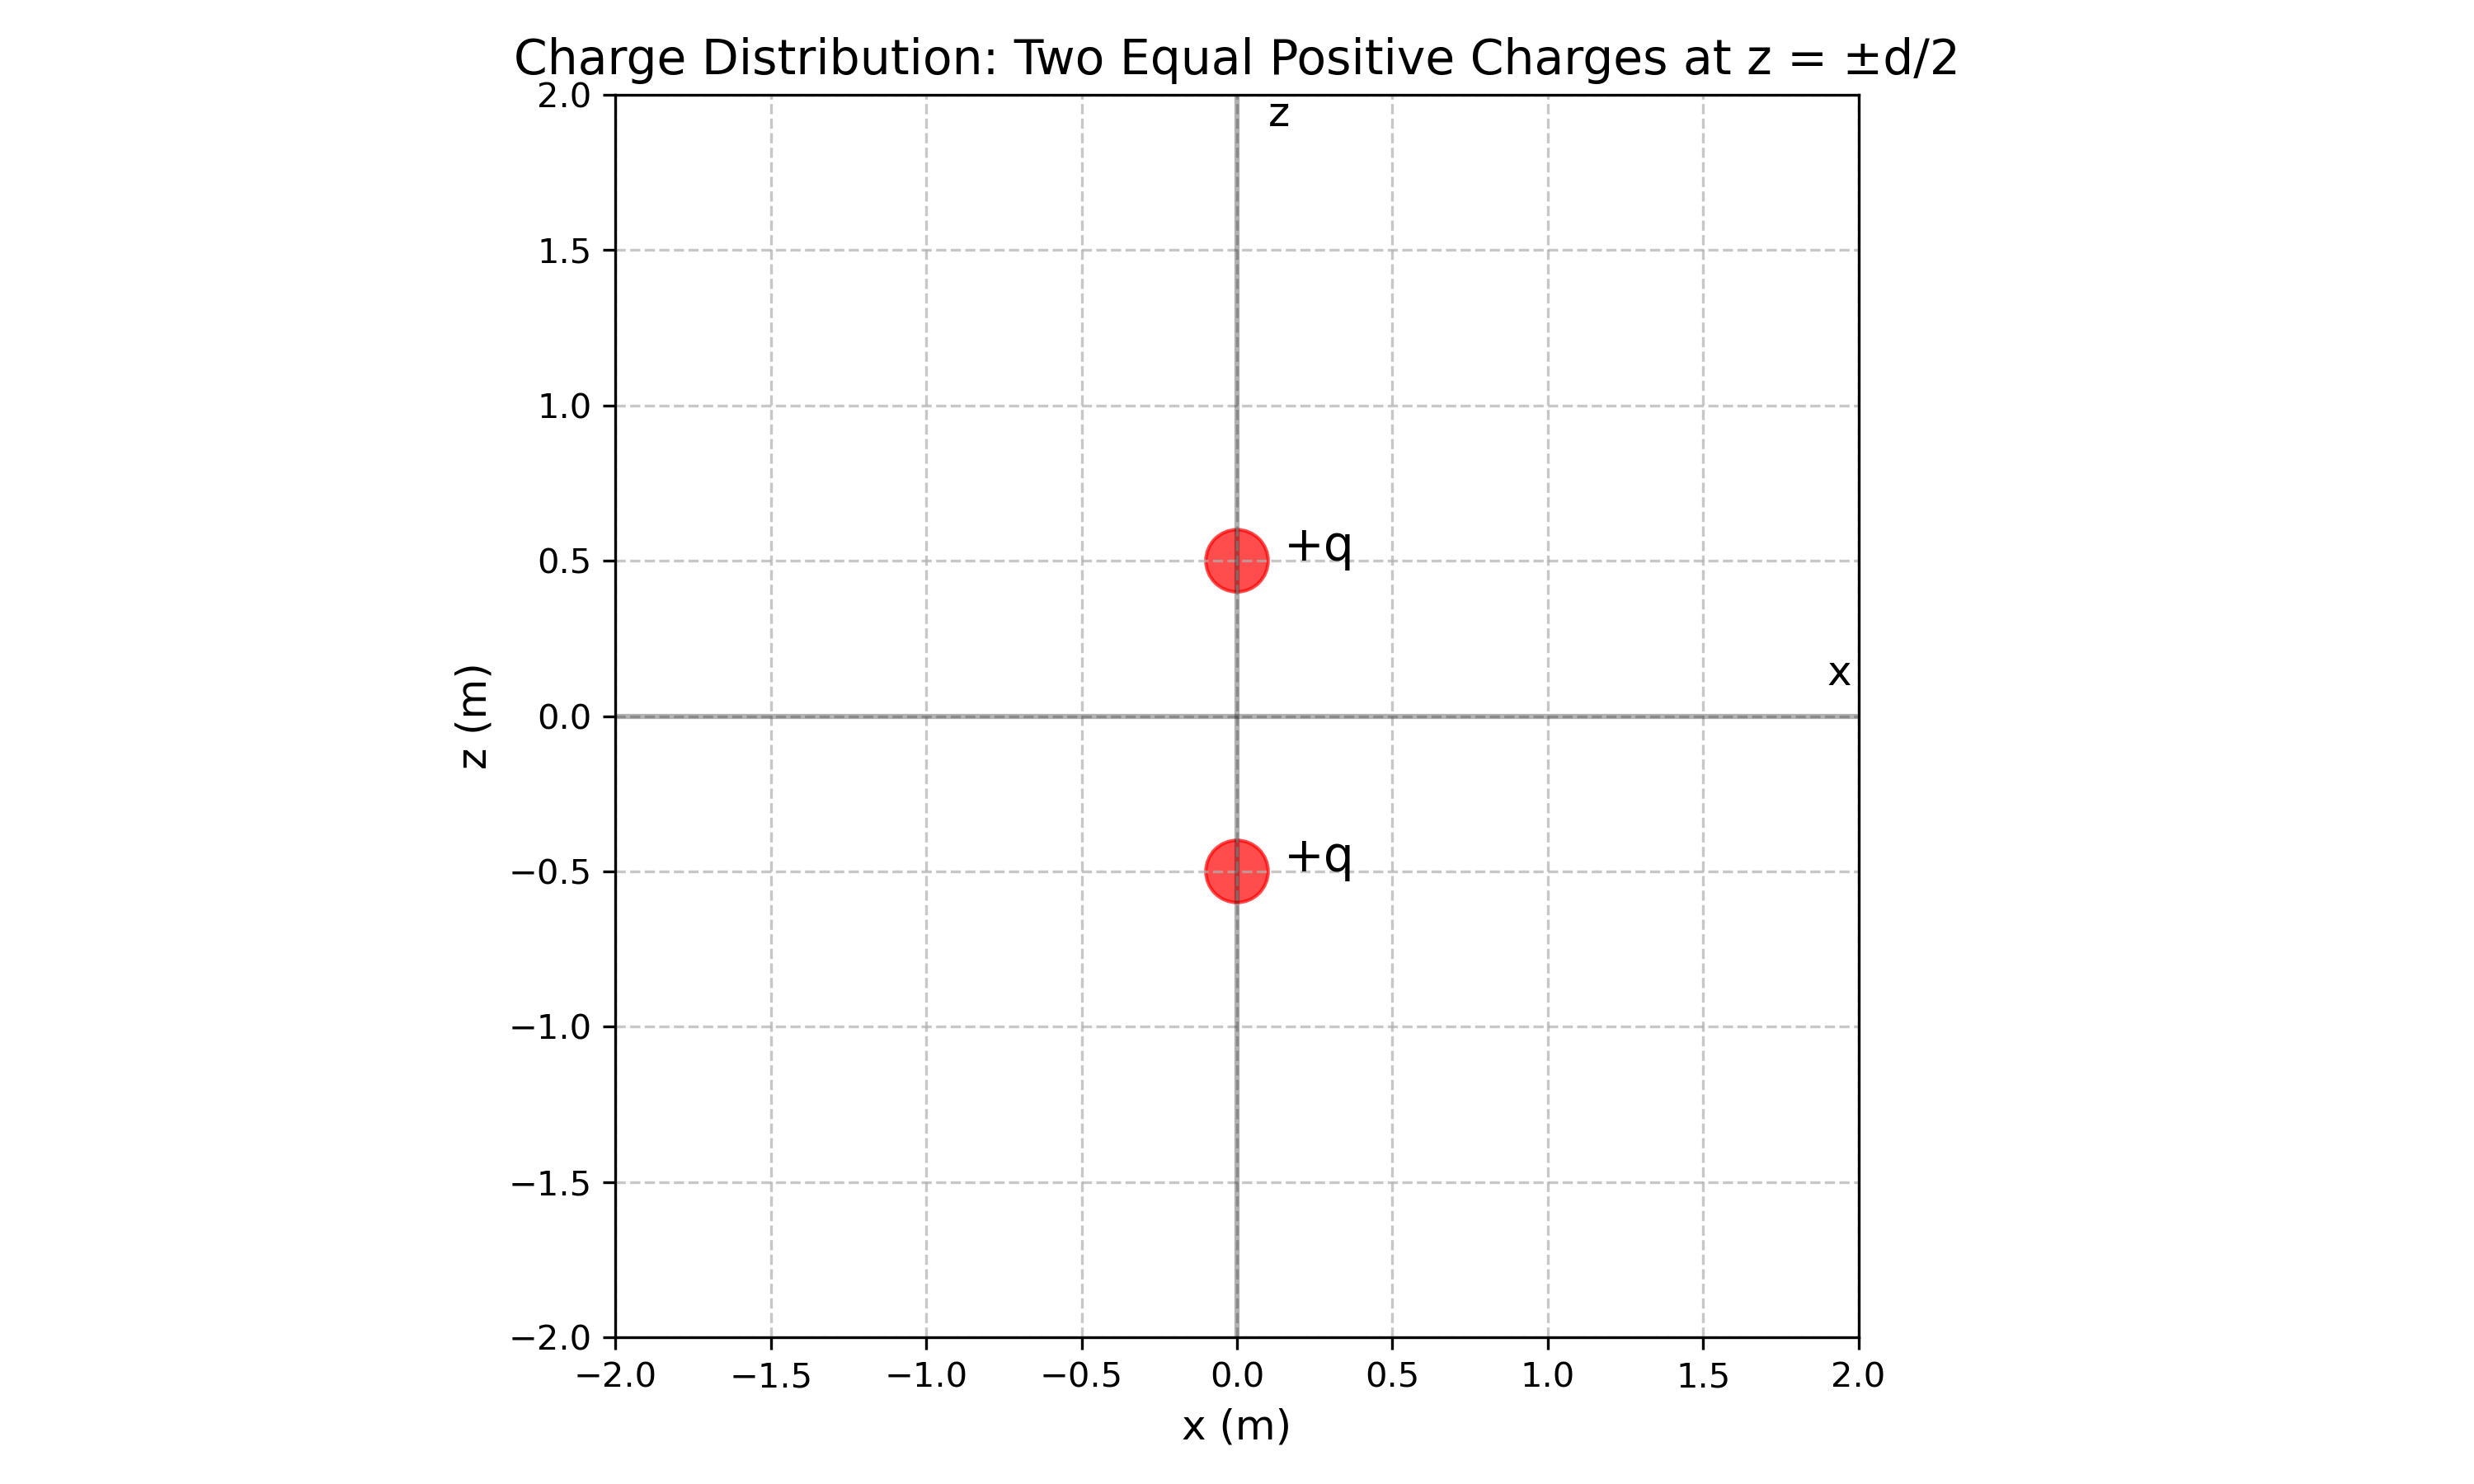 Charge Distribution: Two Equal Positive Charges at z = ±d/2
2.0
z
1.5
1.0
+q
0.5
x
0.0
z (m)
+q
−0.5
−1.0
−1.5
−2.0
−2.0 −1.5 −1.0 −0.5 0.0 0.5 1.0 1.5 2.0
x (m)